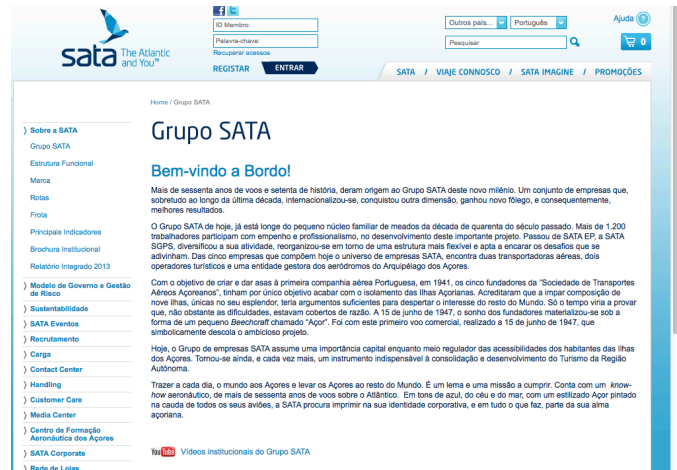 sata The Atlantic
and You™
ID Membro:
Palavra-chave:
Recuperar acessos
REGISTAR ENTRAR
Outros país... Português Ajuda ?
Pesquisar 0
SATA / VIAJE CONNOSCO / SATA IMAGINE / PROMOÇÕES
Home / Grupo SATA
Sobre a SATA
Grupo SATA
Estrutura Funcional
Marca
Rotas
Frota
Principais Indicadores
Brochura Institucional
Relatório Integrado 2013
Modelo de Governo e Gestão
de Risco
Sustentabilidade
SATA Eventos
Recrutamento
Carga
Contact Center
Handling
Customer Care
Media Center
Centro de Formação
Aeronáutica dos Açores
SATA Corporate
Rede de Lojas
Grupo SATA
Bem-vindo a Bordo!
Mais de sessenta anos de voos e setenta de história, deram origem ao Grupo SATA deste novo milénio. Um conjunto de empresas que,
sobretudo ao longo da última década, internacionalizou-se, conquistou outra dimensão, ganhou novo fôlego, e consequentemente,
melhores resultados.
O Grupo SATA de hoje, já está longe do pequeno núcleo familiar de meados da década de quarenta do século passado. Mais de 1.200
trabalhadores participam com empenho e profissionalismo, no desenvolvimento deste importante projeto. Passou de SATA EP, a SATA
SGPS, diversificou a sua atividade, reorganizou-se em torno de uma estrutura mais flexível e apta a encarar os desafios que se
adivinham. Das cinco empresas que compõem hoje o universo de empresas SATA, encontra duas transportadoras aéreas, dois
operadores turísticos e uma entidade gestora dos aeródromos do Arquipélago dos Açores.
Com o objetivo de criar e dar asas à primeira companhia aérea Portuguesa, em 1941, os cinco fundadores da "Sociedade de Transportes
Aéreos Açoreanos", tinham por único objetivo acabar com o isolamento das Ilhas Açorianas. Acreditaram que a impar composição de
nove ilhas, únicas no seu esplendor, teria argumentos suficientes para despertar o interesse do resto do Mundo. Só o tempo viria a provar
que, não obstante as dificuldades, estavam cobertos de razão. A 15 de junho de 1947, o sonho dos fundadores materializou-se sob a
forma de um pequeno Beechcraft chamado "Açor". Foi com este primeiro voo comercial, realizado a 15 de junho de 1947, que
simbolicamente descola o ambicioso projeto.
Hoje, o Grupo de empresas SATA assume uma importância capital enquanto meio regulador das acessibilidades dos habitantes das Ilhas
dos Açores. Tornou-se ainda, e cada vez mais, um instrumento indispensável à consolidação e desenvolvimento do Turismo da Região
Autónoma.
Trazer a cada dia, o mundo aos Açores e levar os Açores ao resto do Mundo. É um lema e uma missão a cumprir. Conta com um know-
how aeronáutico, de mais de sessenta anos de voos sobre o Atlântico. Em tons de azul, do céu e do mar, com um estilizado Açor pintado
na cauda de todos os seus aviões, a SATA procura imprimir na sua identidade corporativa, e em tudo o que faz, parte da sua alma
açoriana.
YouTube Vídeos institucionais do Grupo SATA